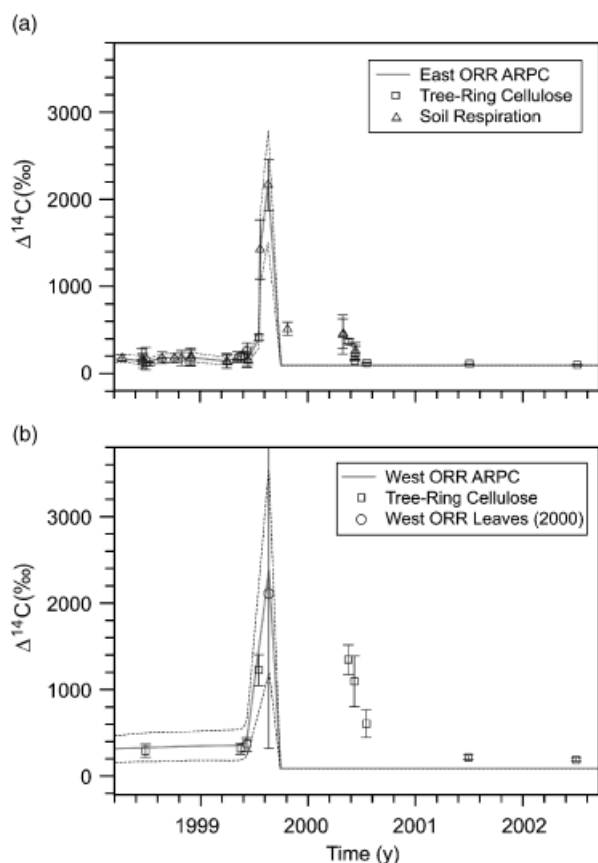 (a)
East ORR ARPC
Tree-Ring Cellulose
Soil Respiration
3000
2000
1000
0
Δ¹⁴C(‰)
(b)
West ORR ARPC
Tree-Ring Cellulose
West ORR Leaves (2000)
3000
2000
1000
0
Δ¹⁴C(‰)
1999 2000 2001 2002
Time (y)